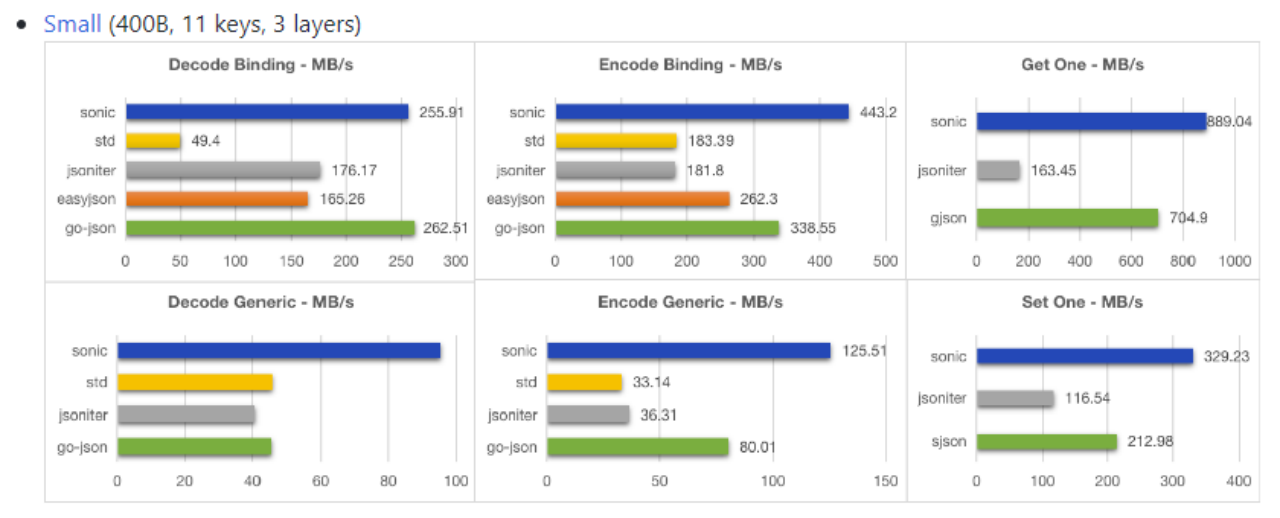 • Small (400B, 11 keys, 3 layers)
Decode Binding - MB/s
sonic 255.91
std 49.4
jsoniter 176.17
easyjson 165.26
go-json 262.51
0 50 100 150 200 250 300
Encode Binding - MB/s
sonic 443.2
std 183.39
jsoniter 181.8
easyjson 262.3
go-json 338.55
0 100 200 300 400 500
Get One - MB/s
sonic 889.04
jsoniter 163.45
gjson 704.9
0 200 400 600 800 1000
Decode Generic - MB/s
sonic
std
jsoniter
go-json
0 20 40 60 80 100
Encode Generic - MB/s
sonic 125.51
std 33.14
jsoniter 36.31
go-json 80.01
0 50 100 150
Set One - MB/s
sonic 329.23
jsoniter 116.54
sjson 212.98
0 100 200 300 400